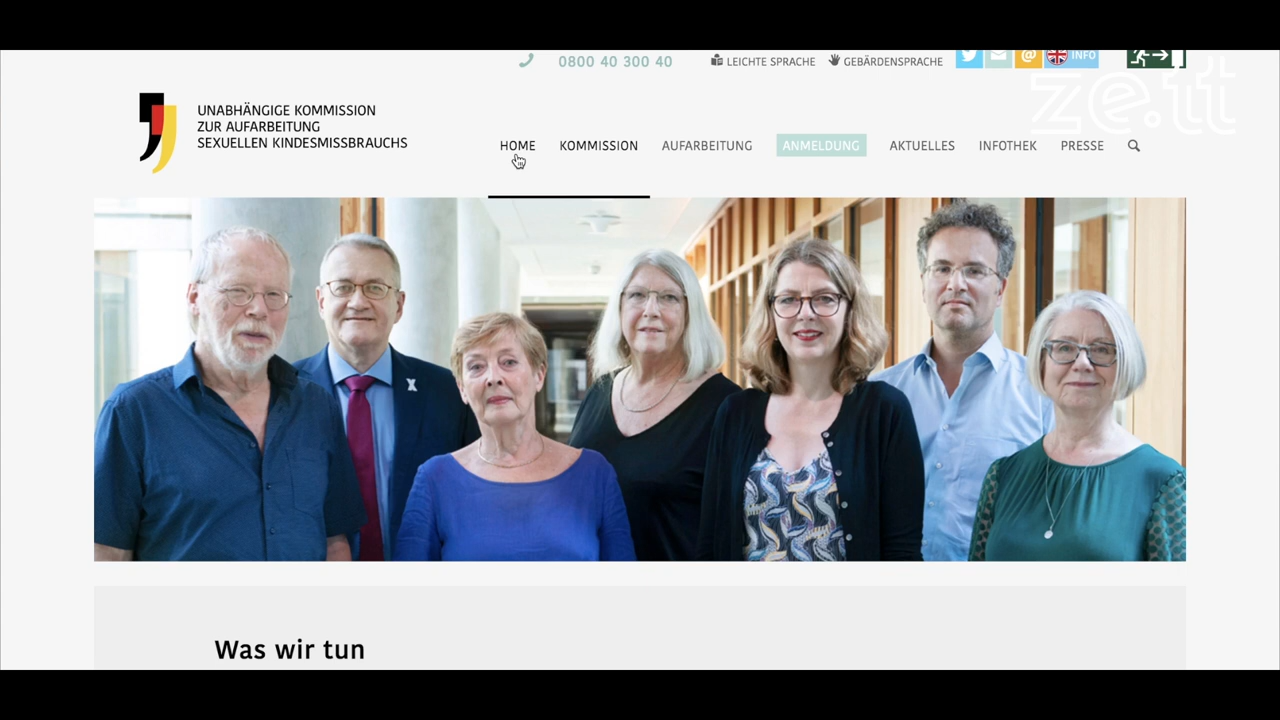 0800 40 300 40
LEICHTE SPRACHE
GEBÄRDENSPRACHE
@
INFO
ze.tt
UNABHÄNGIGE KOMMISSION
ZUR AUFARBEITUNG
SEXUELLEN KINDESMISSBRAUCHS
HOME
KOMMISSION
AUFARBEITUNG
ANMELDUNG
AKTUELLES
INFOTHEK
PRESSE
Was wir tun